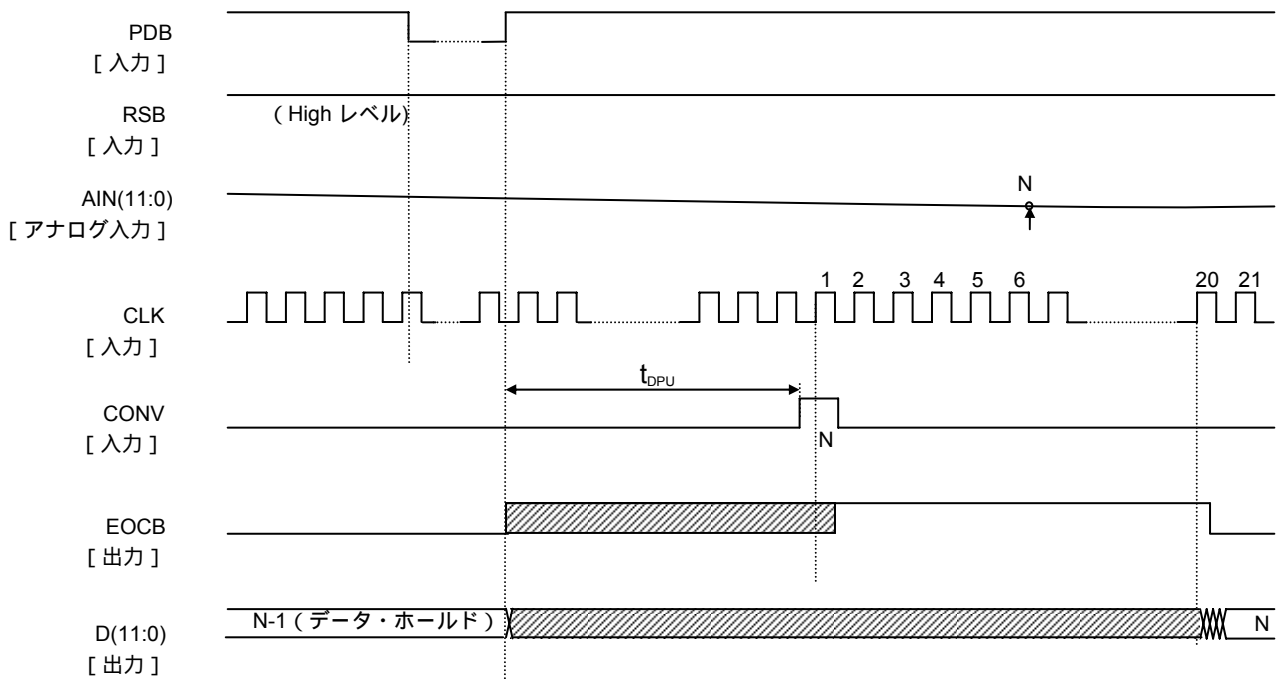 PDB
[ 入力 ]
RSB
[ 入力 ]
( High レベル)
AIN(11:0)
[ アナログ入力 ]
N
CLK
[ 入力 ]
1 2 3 4 5 6 20 21
tDPU
CONV
[ 入力 ]
N
EOCB
[ 出力 ]
D(11:0)
[ 出力 ]
N-1 ( データ・ホールド )
N